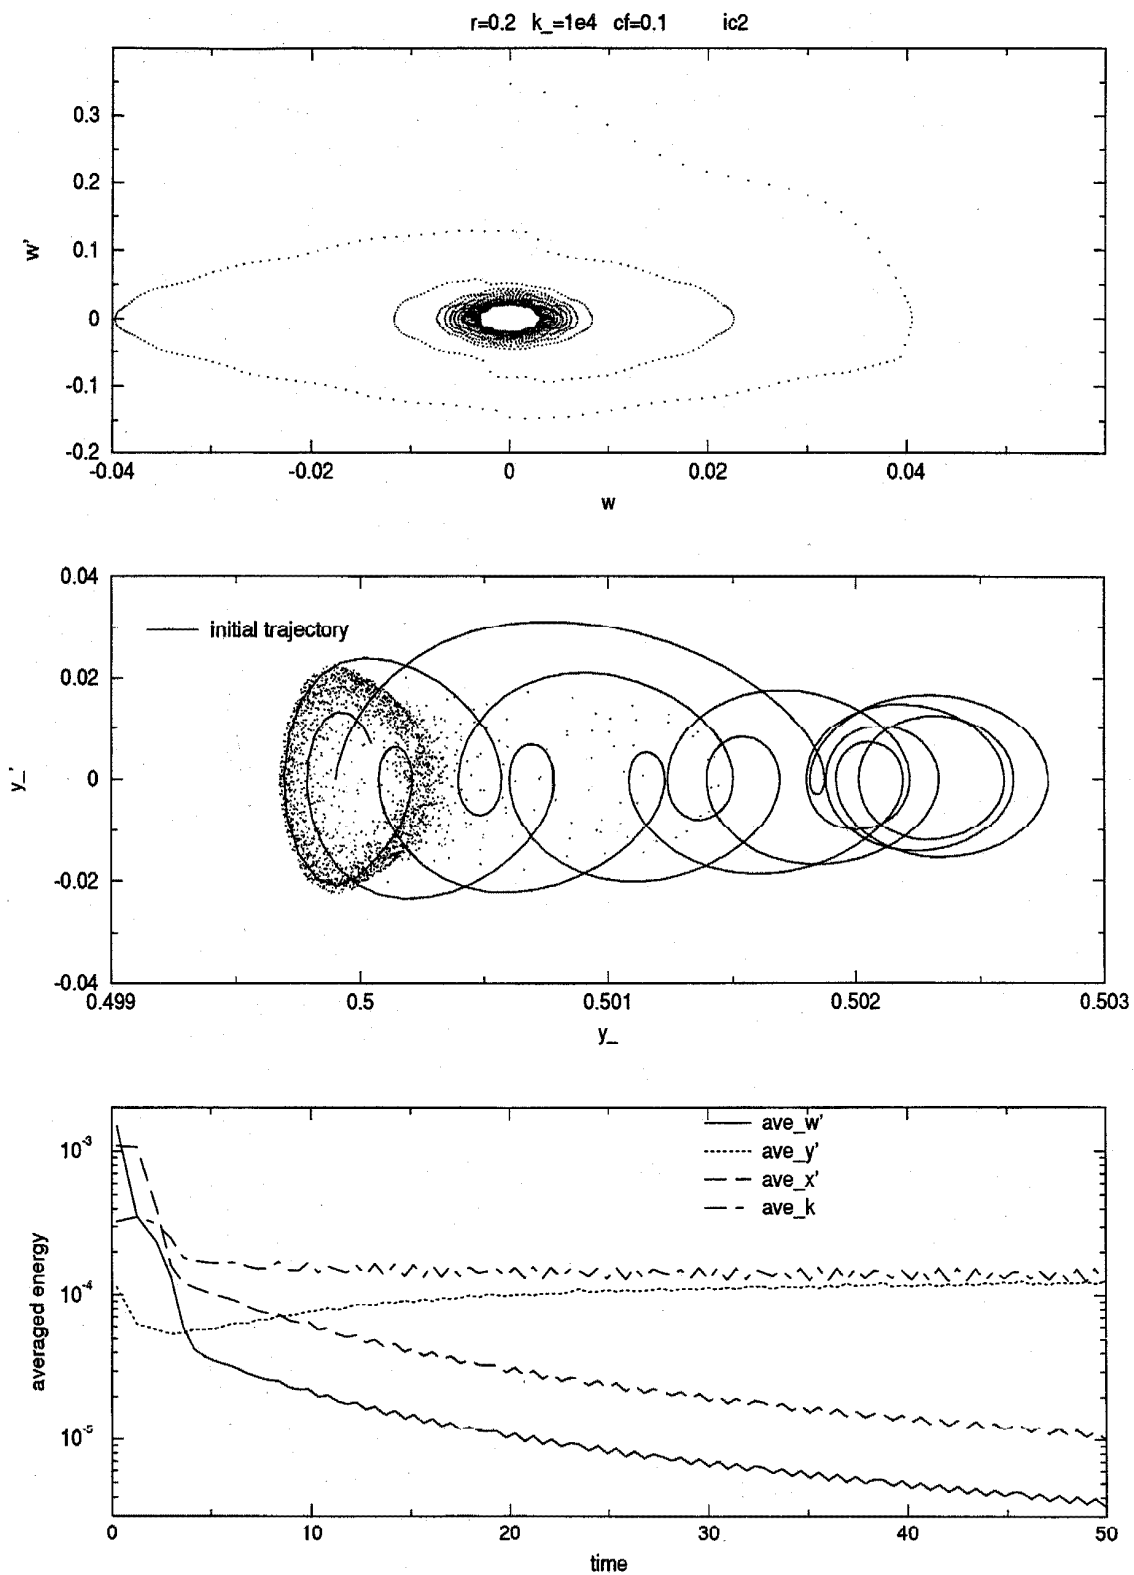 r=0.2 k_=1e4 cf=0.1 ic2
0.3
0.2
0.1
0
-0.1
-0.2
w'
-0.04 -0.02 0 0.02 0.04
w
0.04
initial trajectory
0.02
0
-0.02
-0.04
y_'
0.499 0.5 0.501 0.502 0.503
y_
ave_w'
ave_y'
ave_x'
ave_k
10^-3
10^-4
10^-5
averaged energy
0 10 20 30 40 50
time